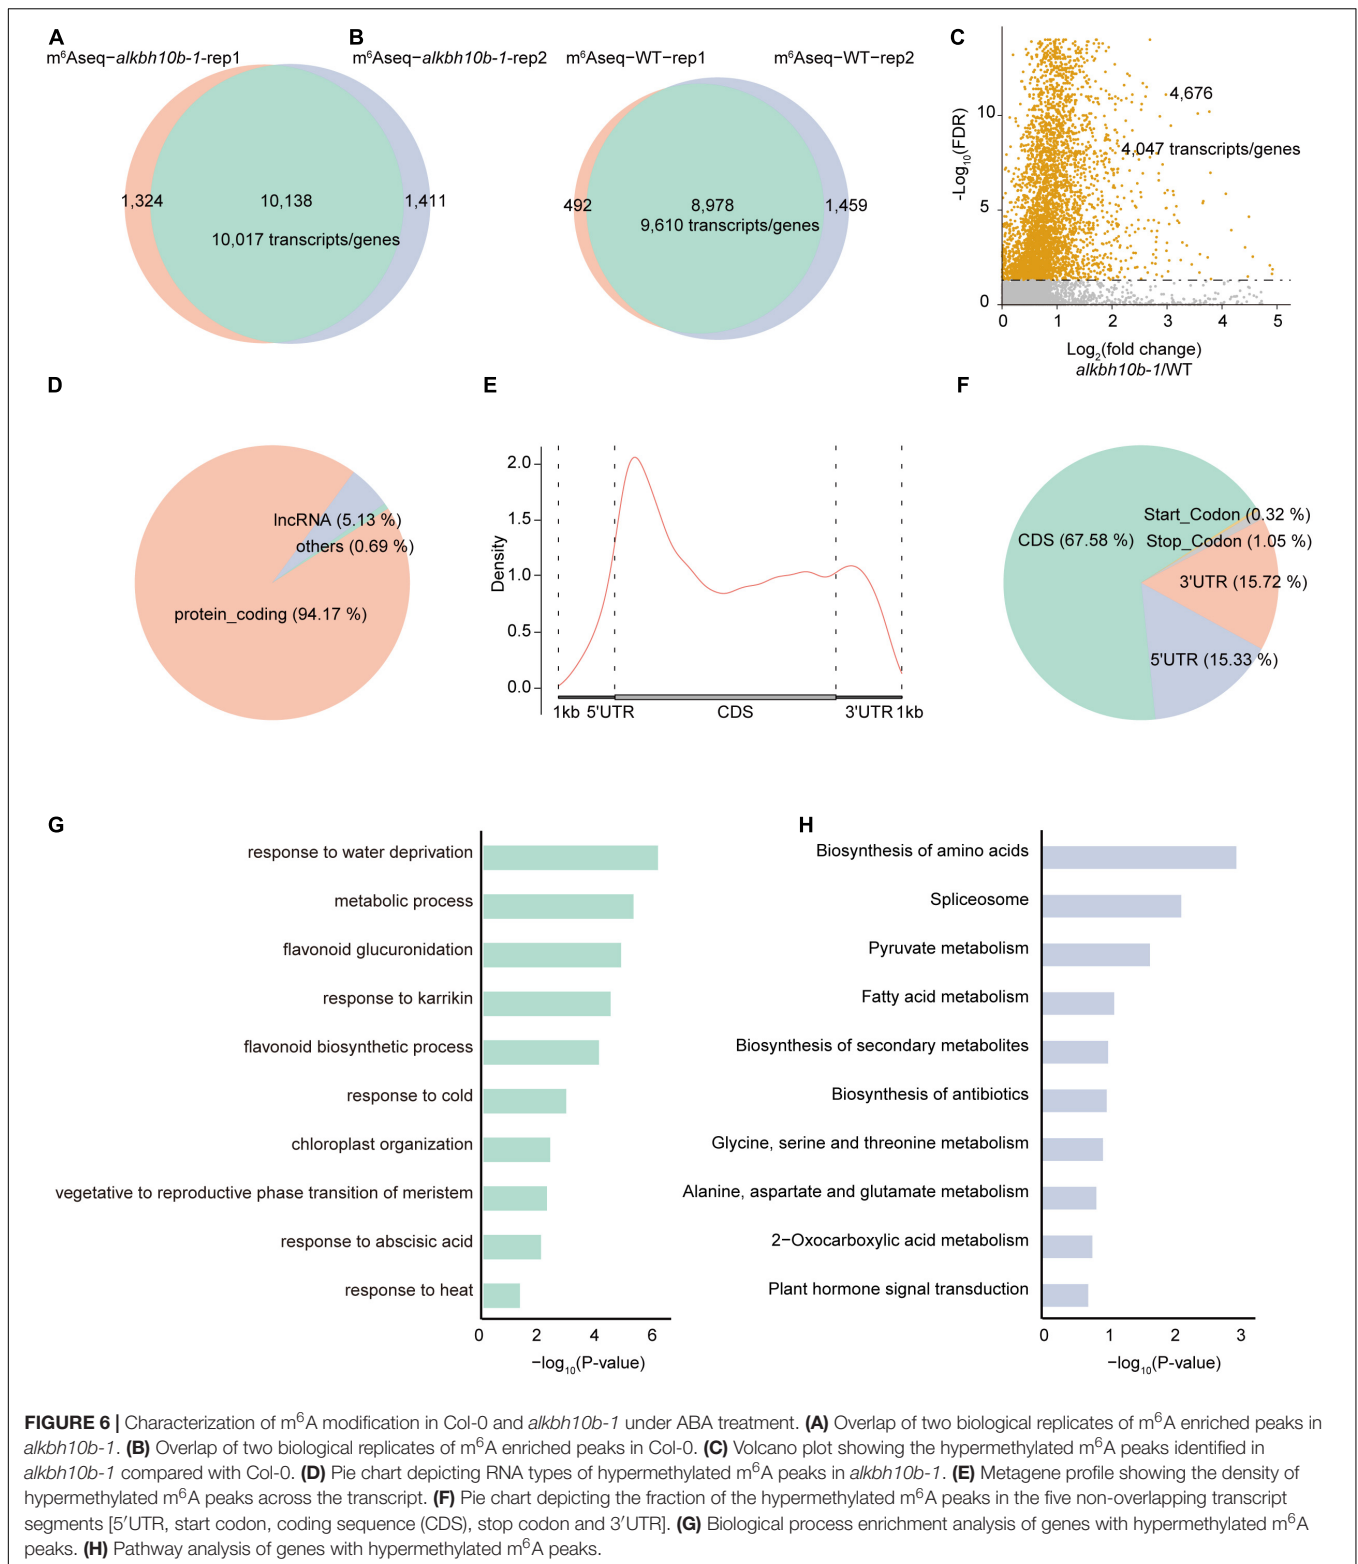 A
B
C
m⁶Aseq−alkbh10b-1-rep1
m⁶Aseq−alkbh10b-1-rep2
m⁶Aseq−WT−rep1
m⁶Aseq−WT−rep2
1,324
10,138
1,411
10,017 transcripts/genes
492
8,978
1,459
9,610 transcripts/genes
-Log₁₀(FDR)
10
5
0
4,676
4,047 transcripts/genes
0 1 2 3 4 5
Log₂(fold change)
alkbh10b-1/WT
D
E
F
lncRNA (5.13 %)
others (0.69 %)
protein_coding (94.17 %)
Density
2.0
1.5
1.0
0.5
0.0
1kb 5'UTR CDS 3'UTR 1kb
Start_Codon (0.32 %)
CDS (67.58 %)
Stop_Codon (1.05 %)
3'UTR (15.72 %)
5'UTR (15.33 %)
G
response to water deprivation
metabolic process
flavonoid glucuronidation
response to karrikin
flavonoid biosynthetic process
response to cold
chloroplast organization
vegetative to reproductive phase transition of meristem
response to abscisic acid
response to heat
0 2 4 6
−log₁₀(P-value)
H
Biosynthesis of amino acids
Spliceosome
Pyruvate metabolism
Fatty acid metabolism
Biosynthesis of secondary metabolites
Biosynthesis of antibiotics
Glycine, serine and threonine metabolism
Alanine, aspartate and glutamate metabolism
2−Oxocarboxylic acid metabolism
Plant hormone signal transduction
0 1 2 3
−log₁₀(P-value)
FIGURE 6 | Characterization of m⁶A modification in Col-0 and alkbh10b-1 under ABA treatment. (A) Overlap of two biological replicates of m⁶A enriched peaks in
alkbh10b-1. (B) Overlap of two biological replicates of m⁶A enriched peaks in Col-0. (C) Volcano plot showing the hypermethylated m⁶A peaks identified in
alkbh10b-1 compared with Col-0. (D) Pie chart depicting RNA types of hypermethylated m⁶A peaks in alkbh10b-1. (E) Metagene profile showing the density of
hypermethylated m⁶A peaks across the transcript. (F) Pie chart depicting the fraction of the hypermethylated m⁶A peaks in the five non-overlapping transcript
segments [5′UTR, start codon, coding sequence (CDS), stop codon and 3′UTR]. (G) Biological process enrichment analysis of genes with hypermethylated m⁶A
peaks. (H) Pathway analysis of genes with hypermethylated m⁶A peaks.